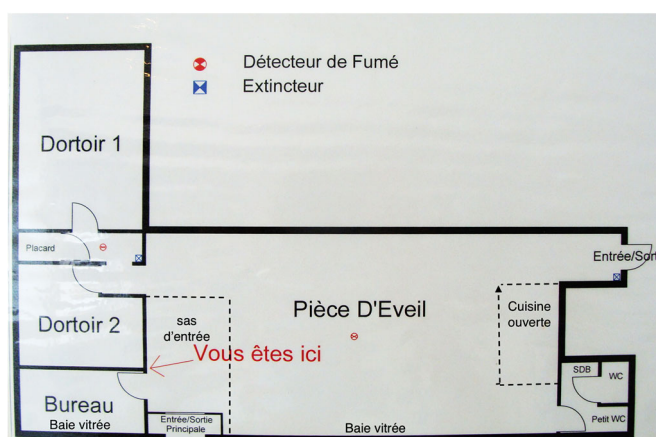 Détecteur de Fumé
Extincteur
Dortoir 1
Placard
Entrée/Sort
Pièce D'Eveil
Cuisine
ouverte
Dortoir 2
sas
d'entrée
Vous êtes ici
SDB
WC
Bureau
Baie vitrée
Entrée/Sortie
Principale
Baie vitrée
Petit WC